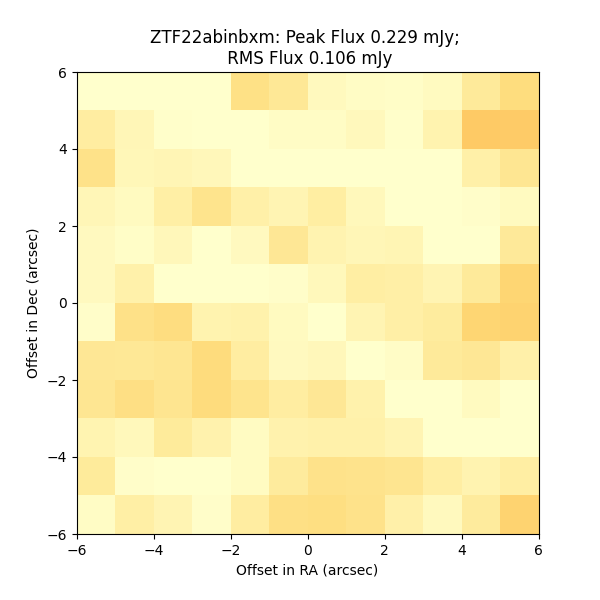 ZTF22abinbxm: Peak Flux 0.229 mJy;
RMS Flux 0.106 mJy
6
4
2
0
−2
−4
−6
Offset in Dec (arcsec)
−6 −4 −2 0 2 4 6
Offset in RA (arcsec)